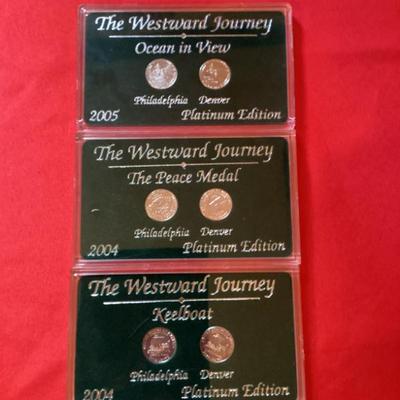 The Westward Journey
Ocean in View
Philadelphia Denver
2005 Platinum Edition
The Westward Journey
The Peace Medal
Philadelphia Denver
2004 Platinum Edition
The Westward Journey
Keelboat
Philadelphia Denver
2004 Platinum Edition